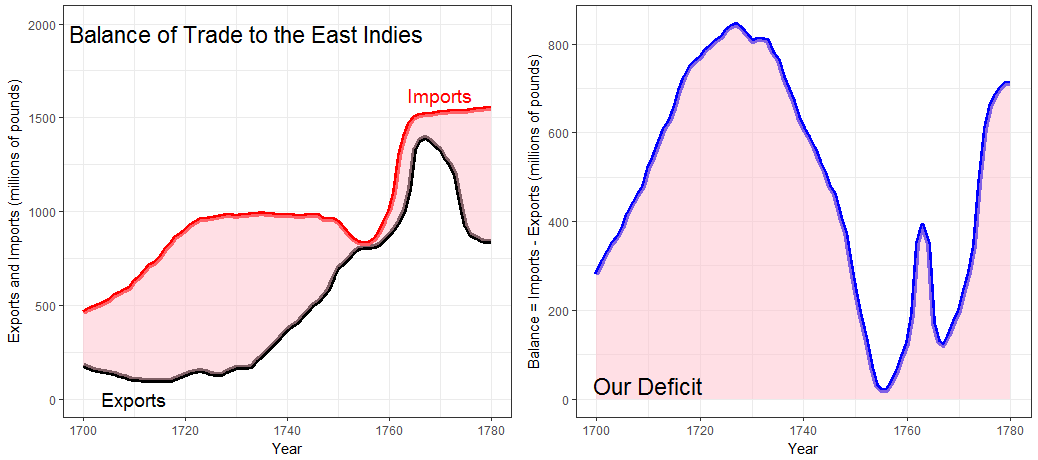 Balance of Trade to the East Indies
Imports
Exports
Exports and Imports (millions of pounds)
2000
1500
1000
500
0
1700 1720 1740 1760 1780
Year
Our Deficit
Balance = Imports - Exports (millions of pounds)
800
600
400
200
0
1700 1720 1740 1760 1780
Year